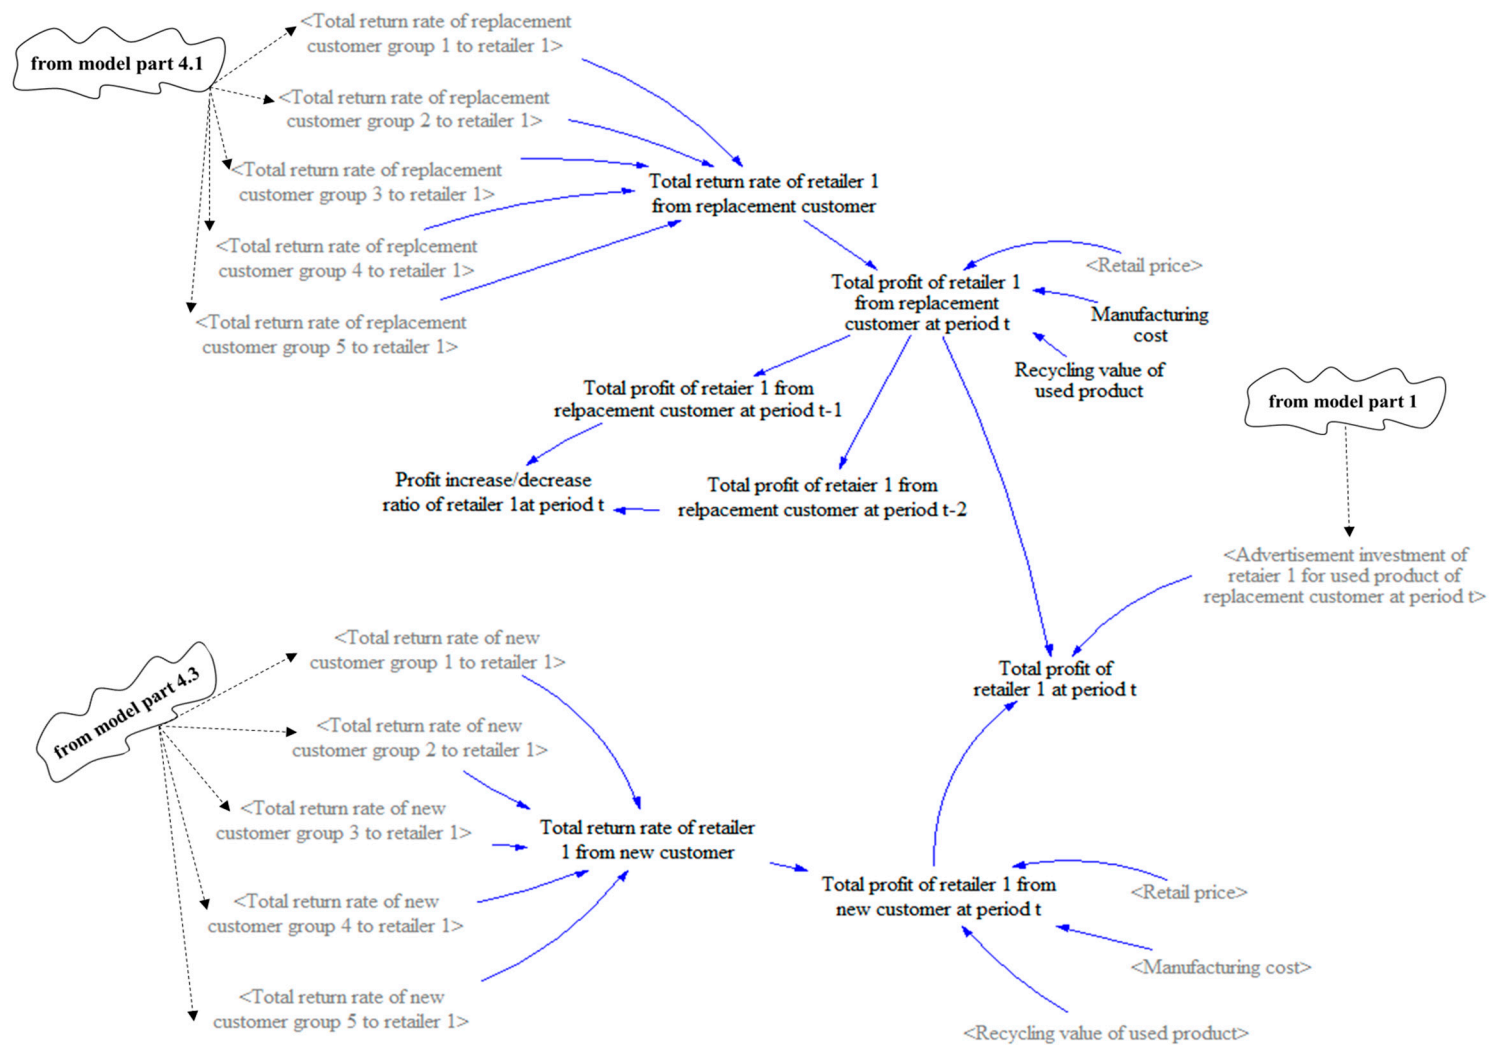 <Total return rate of replacement
customer group 1 to retailer 1>
from model part 4.1
<Total return rate of replacement
customer group 2 to retailer 1>
<Total return rate of replacement
customer group 3 to retailer 1>
Total return rate of retailer 1
from replacement customer
<Total return rate of replcement
customer group 4 to retailer 1>
<Retail price>
Total profit of retailer 1
from replacement
customer at period t
Manufacturing
cost
<Total return rate of replacement
customer group 5 to retailer 1>
Recycling value of
used product
Total profit of retaier 1 from
relpacement customer at period t-1
from model part 1
Profit increase/decrease
ratio of retailer 1at period t
Total profit of retaier 1 from
relpacement customer at period t-2
<Advertisement investment of
retaier 1 for used product of
replacement customer at period t>
<Total return rate of new
customer group 1 to retailer 1>
Total profit of
retailer 1 at period t
from model part 4.3
<Total return rate of new
customer group 2 to retailer 1>
<Total return rate of new
customer group 3 to retailer 1>
Total return rate of retailer
1 from new customer
Total profit of retailer 1 from
new customer at period t
<Retail price>
<Total return rate of new
customer group 4 to retailer 1>
<Manufacturing cost>
<Total return rate of new
customer group 5 to retailer 1>
<Recycling value of used product>